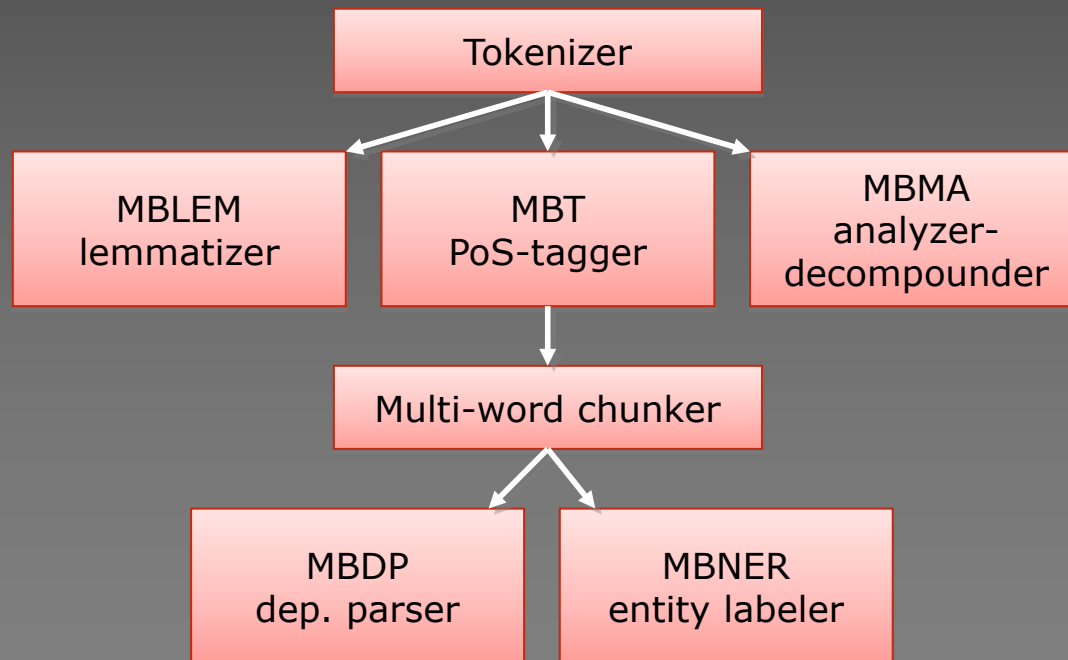 Tokenizer
MBLEM
lemmatizer
MBT
PoS-tagger
MBMA
analyzer-
decompounder
Multi-word chunker
MBDP
dep. parser
MBNER
entity labeler